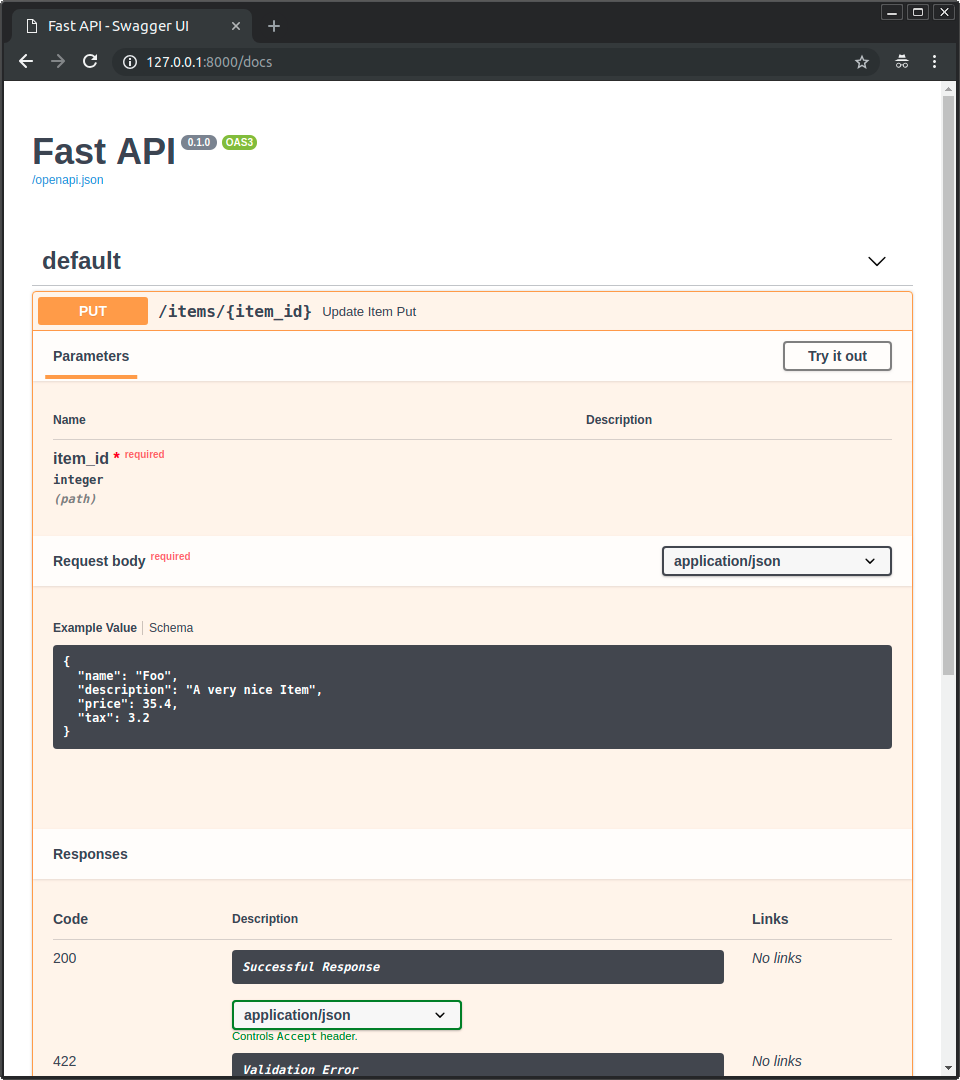 Fast API - Swagger UI
127.0.0.1:8000/docs
Fast API 0.1.0 OAS3
/openapi.json
default
PUT /items/{item_id} Update Item Put
Parameters Try it out
Name Description
item_id * required
integer
(path)
Request body required application/json
Example Value Schema
{
  "name": "Foo",
  "description": "A very nice Item",
  "price": 35.4,
  "tax": 3.2
}
Responses
Code Description Links
200 Successful Response No links
application/json
Controls Accept header.
422 Validation Error No links